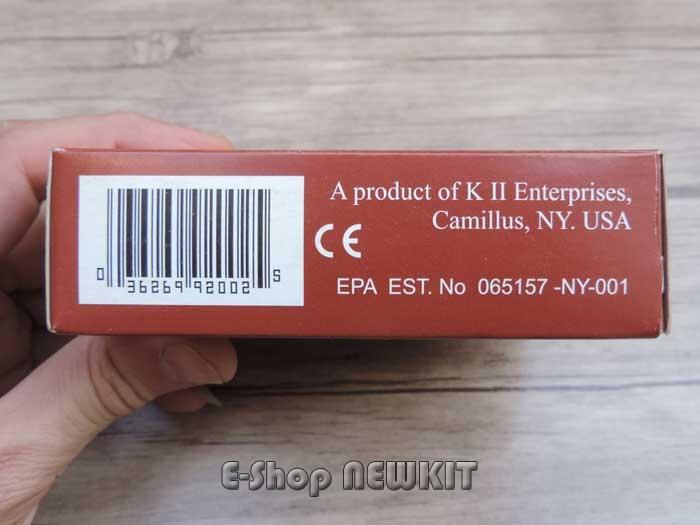 A product of K II Enterprises,
Camillus, NY. USA
CE
EPA EST. No 065157 -NY-001
0 36269 92002 5
E-Shop NEWKIT